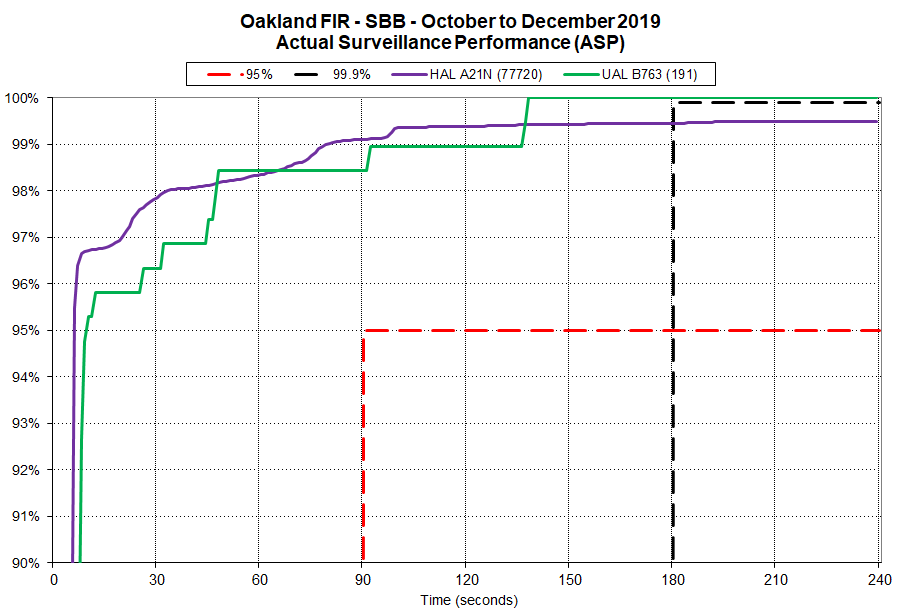 Oakland FIR - SBB - October to December 2019
Actual Surveillance Performance (ASP)
95% 99.9% HAL A21N (77720) UAL B763 (191)
100%
99%
98%
97%
96%
95%
94%
93%
92%
91%
90%
0 30 60 90 120 150 180 210 240
Time (seconds)